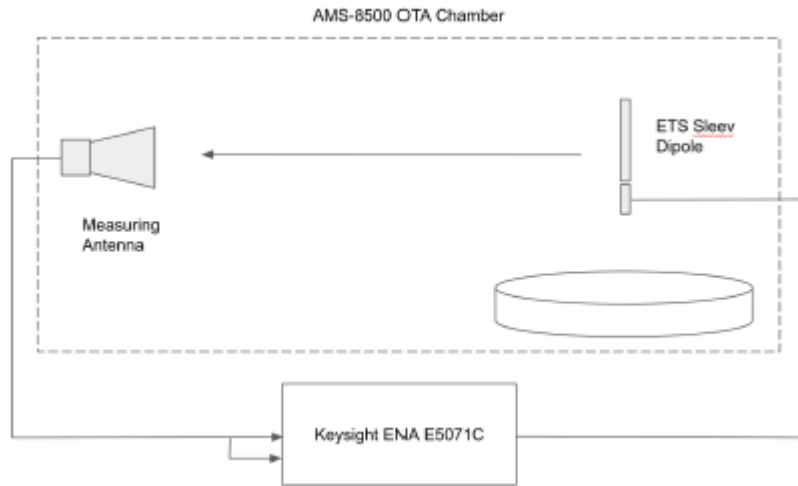 AMS-8500 OTA Chamber
ETS Sleev
Dipole
Measuring
Antenna
Keysight ENA E5071C